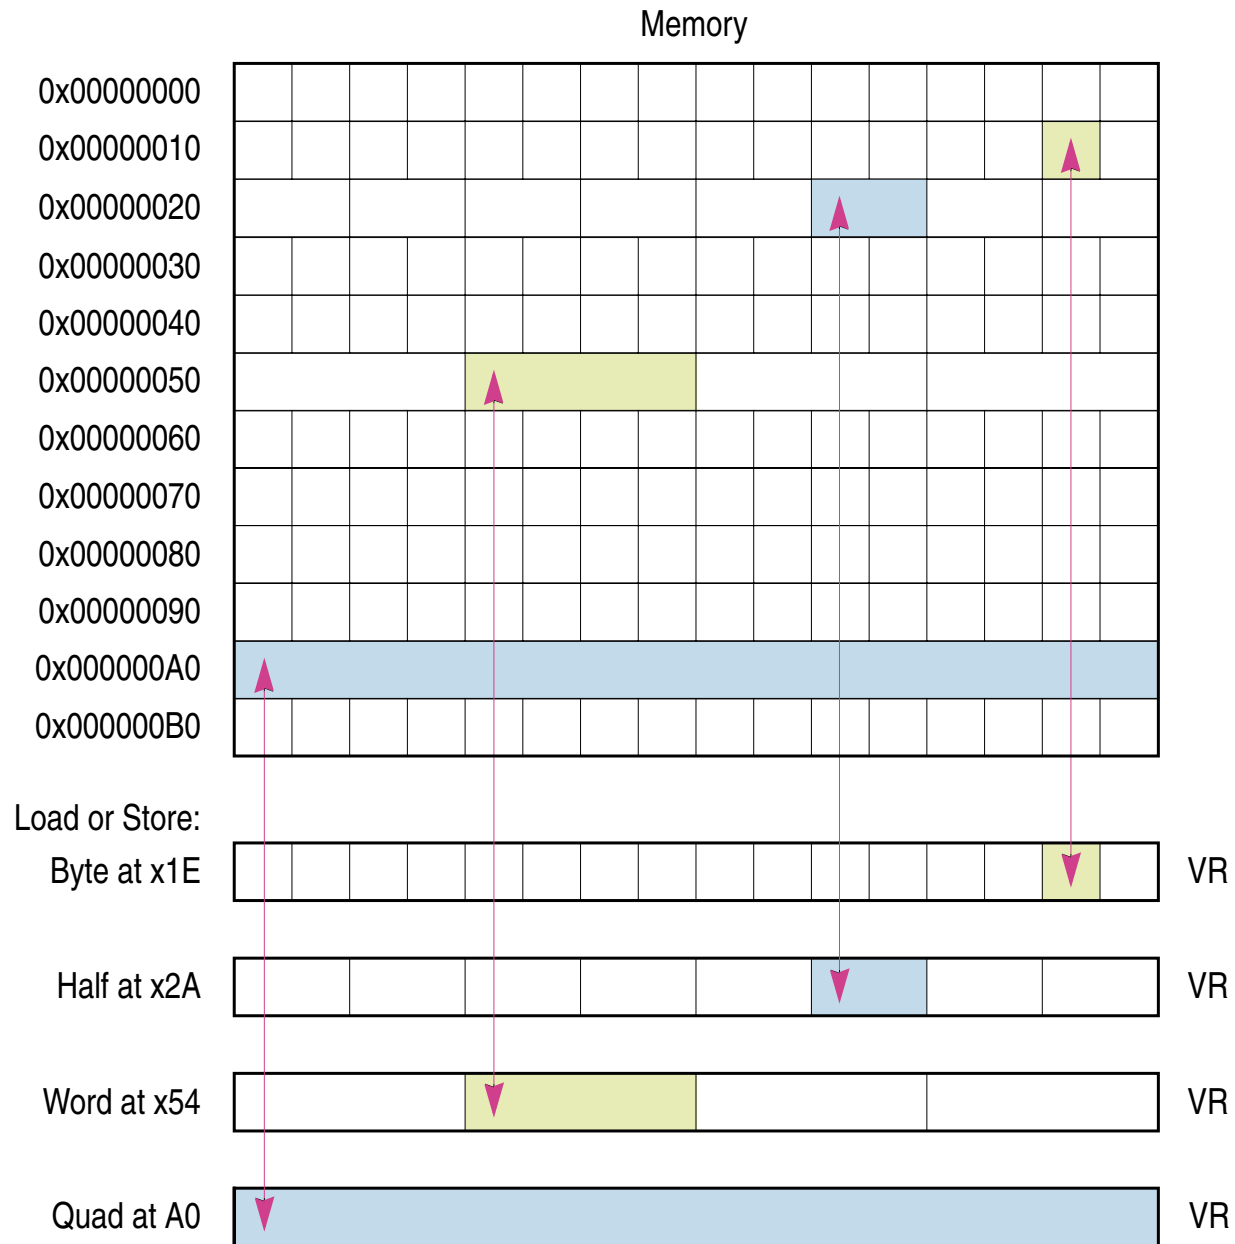 Memory
0x00000000
0x00000010
0x00000020
0x00000030
0x00000040
0x00000050
0x00000060
0x00000070
0x00000080
0x00000090
0x000000A0
0x000000B0
Load or Store:
Byte at x1E VR
Half at x2A VR
Word at x54 VR
Quad at A0 VR